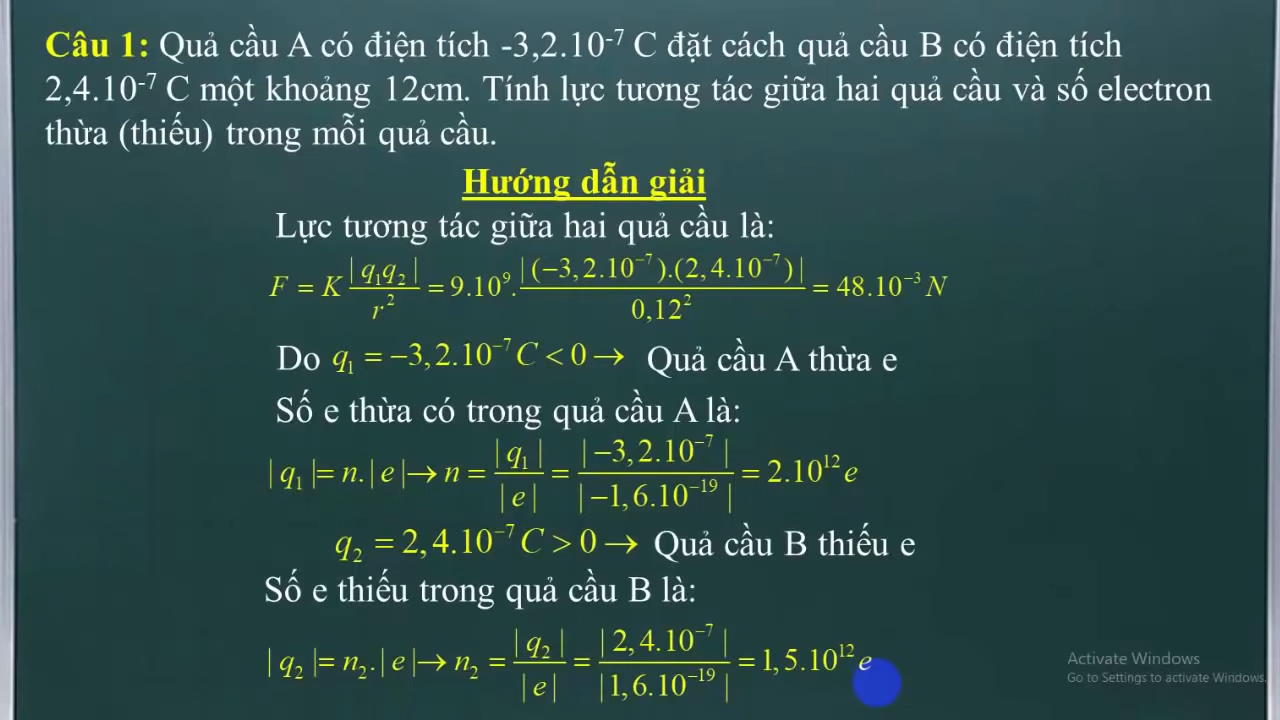 Câu 1: Quả cầu A có điện tích -3,2.10⁻⁷ C đặt cách quả cầu B có điện tích
2,4.10⁻⁷ C một khoảng 12cm. Tính lực tương tác giữa hai quả cầu và số electron
thừa (thiếu) trong mỗi quả cầu.
Hướng dẫn giải
Lực tương tác giữa hai quả cầu là:
F = K |q₁q₂| / r² = 9.10⁹. |(−3,2.10⁻⁷).(2,4.10⁻⁷)| / 0,12² = 48.10⁻³ N
Do q₁ = −3,2.10⁻⁷ C < 0 → Quả cầu A thừa e
Số e thừa có trong quả cầu A là:
|q₁|= n.|e|→ n = |q₁| / |e| = |−3,2.10⁻⁷| / |−1,6.10⁻¹⁹| = 2.10¹² e
q₂ = 2,4.10⁻⁷ C > 0 → Quả cầu B thiếu e
Số e thiếu trong quả cầu B là:
|q₂|= n₂.|e|→ n₂ = |q₂| / |e| = |2,4.10⁻⁷| / |1,6.10⁻¹⁹| = 1,5.10¹² e
Activate Windows
Go to Settings to activate Windows.